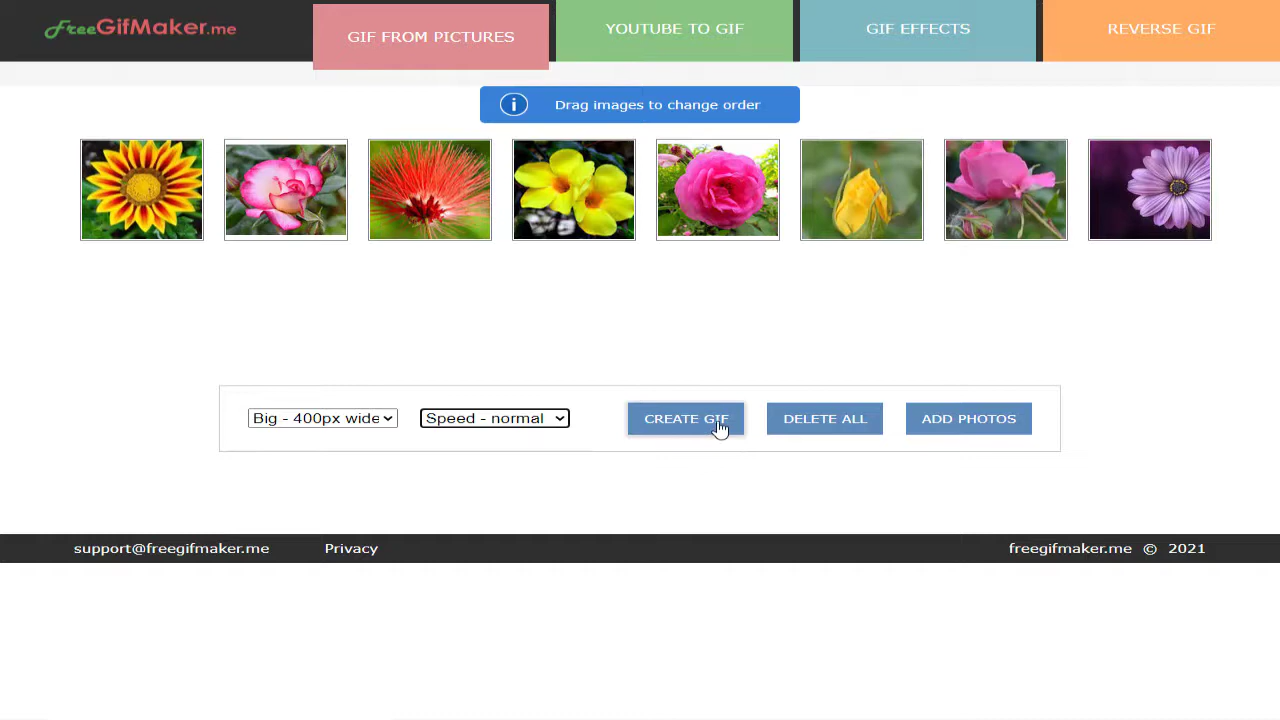 FreeGifMaker.me
GIF FROM PICTURES
YOUTUBE TO GIF
GIF EFFECTS
REVERSE GIF
i
Drag images to change order
Big - 400px wide
Speed - normal
CREATE GIF
DELETE ALL
ADD PHOTOS
support@freegifmaker.me
Privacy
freegifmaker.me © 2021